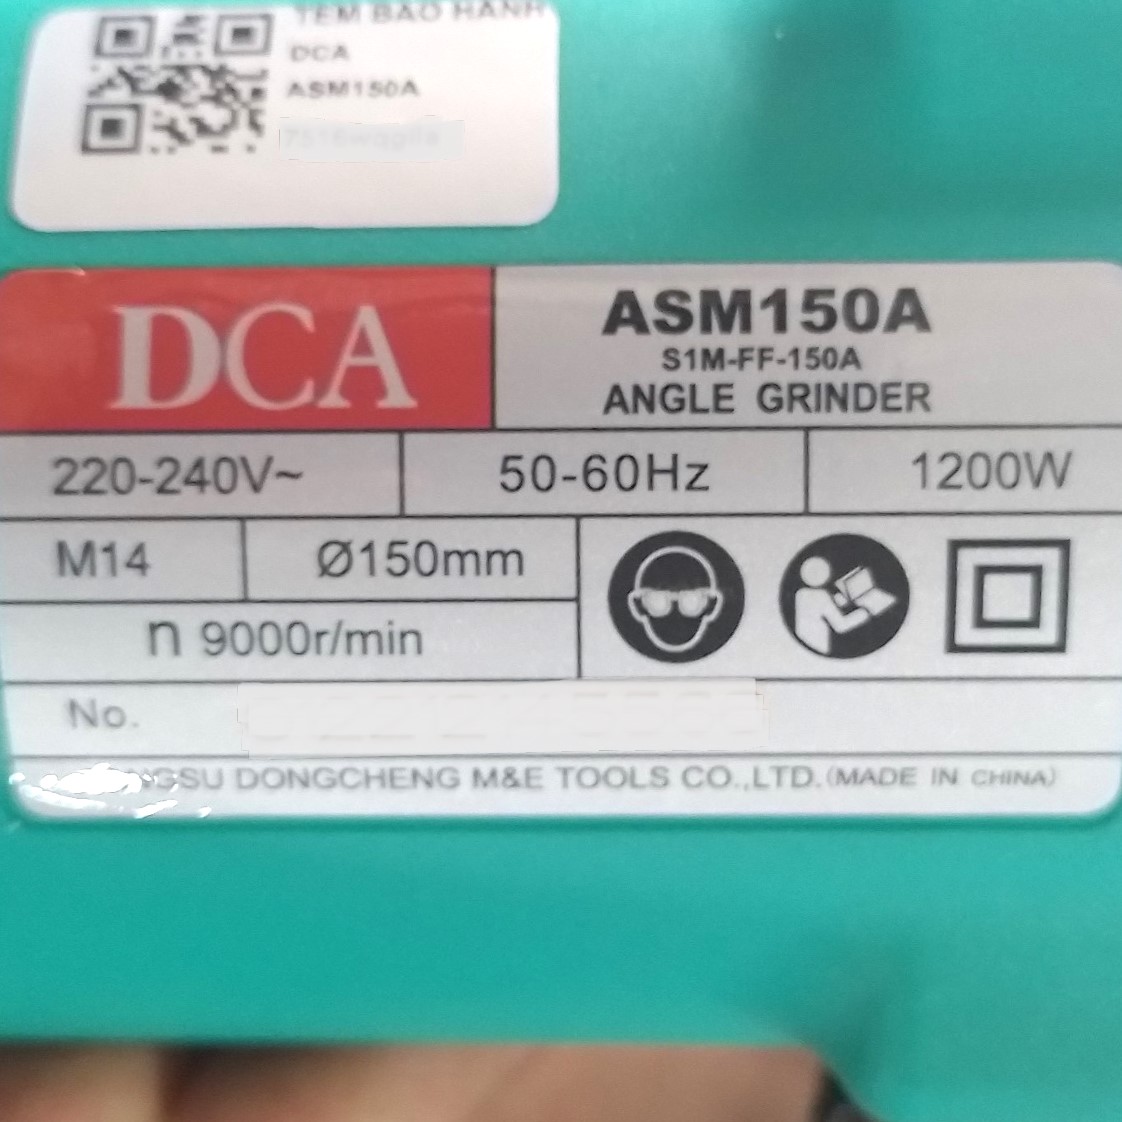 TEM BẢO HÀNH
DCA
ASM150A
DCA
ASM150A
S1M-FF-150A
ANGLE GRINDER
220-240V~
50-60Hz
1200W
M14
Ø150mm
n 9000r/min
No.
DONGCHENG M&E TOOLS CO.,LTD.(MADE IN CHINA)